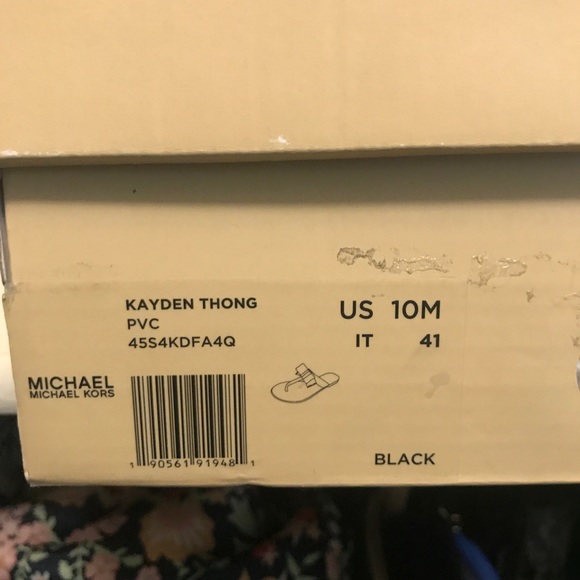 KAYDEN THONG
PVC
45S4KDFA4Q
US 10M
IT 41
MICHAEL
MICHAEL KORS
1 90561 91948 1
BLACK